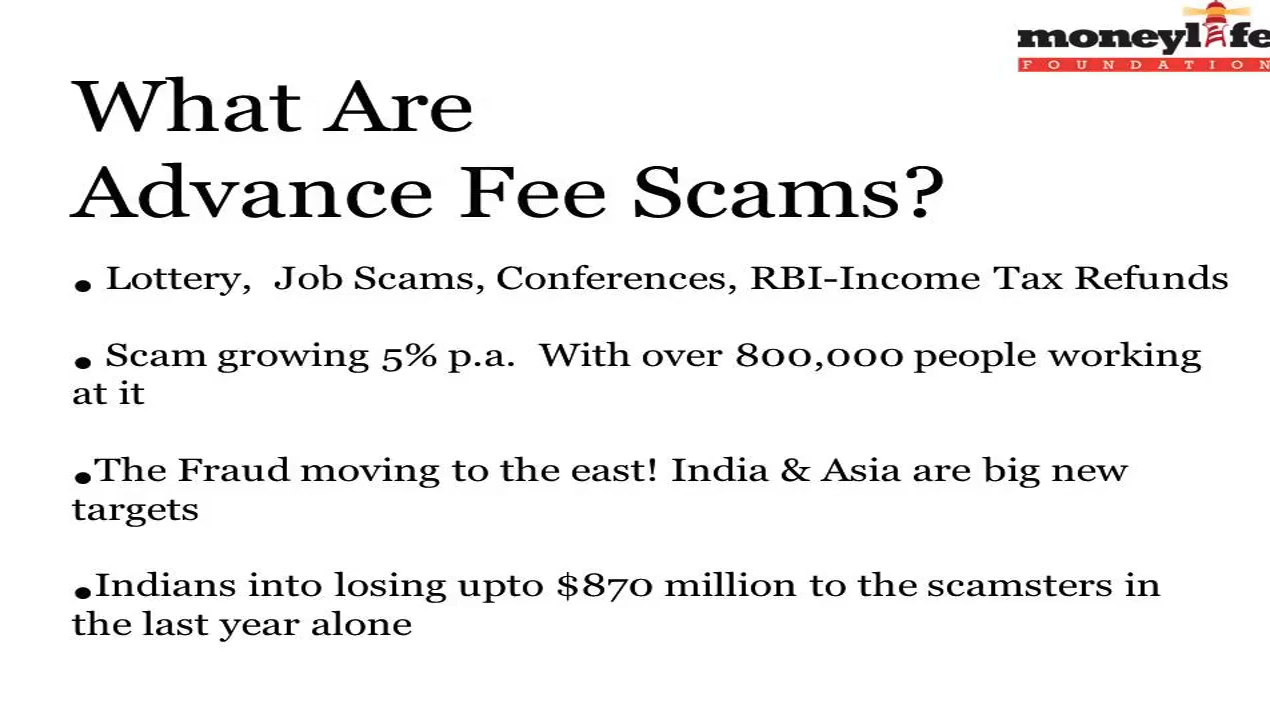 moneylife
FOUNDATION
What Are
Advance Fee Scams?
• Lottery, Job Scams, Conferences, RBI-Income Tax Refunds
• Scam growing 5% p.a. With over 800,000 people working
at it
•The Fraud moving to the east! India & Asia are big new
targets
•Indians into losing upto $870 million to the scamsters in
the last year alone